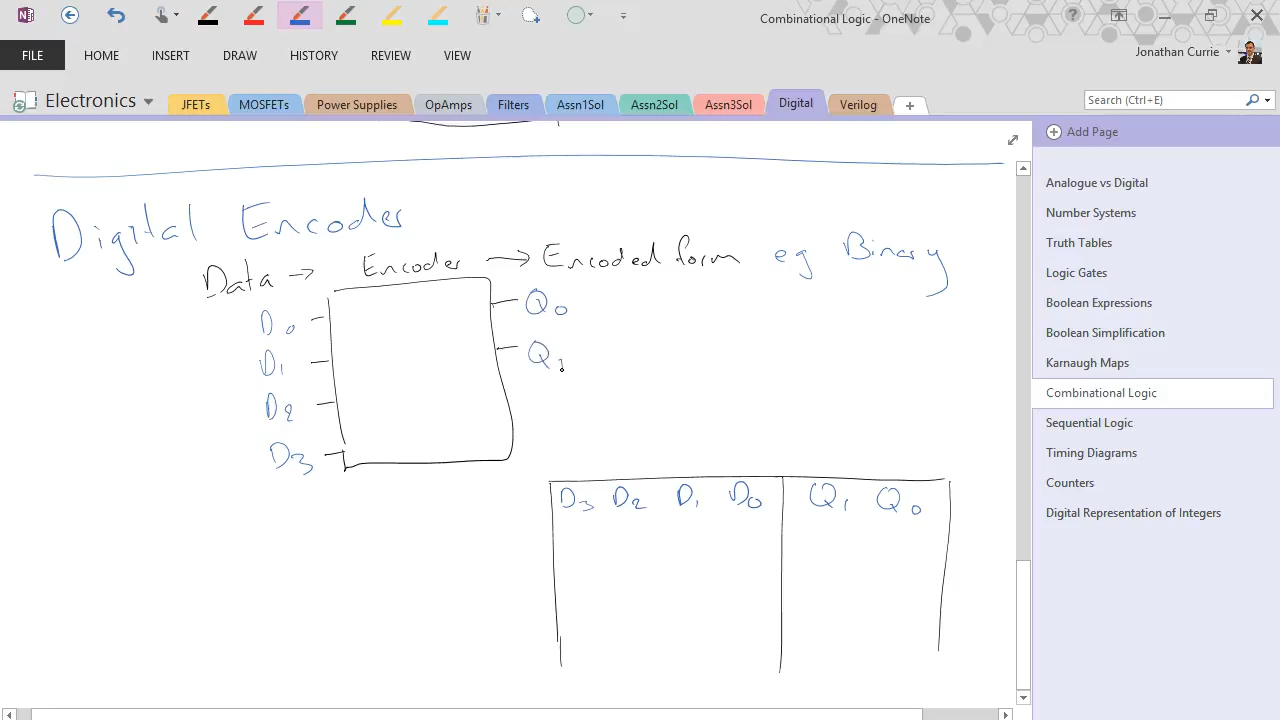 Combinational Logic - OneNote
FILE HOME INSERT DRAW HISTORY REVIEW VIEW
Jonathan Currie
Electronics
JFETs MOSFETs Power Supplies OpAmps Filters Assn1Sol Assn2Sol Assn3Sol Digital Verilog
Search (Ctrl+E)
Digital Encoder
Data → Encoder → Encoded form eg Binary
D0 Q0
D1 Q1
D2
D3
D3 D2 D1 D0 Q1 Q0
Add Page
Analogue vs Digital
Number Systems
Truth Tables
Logic Gates
Boolean Expressions
Boolean Simplification
Karnaugh Maps
Combinational Logic
Sequential Logic
Timing Diagrams
Counters
Digital Representation of Integers